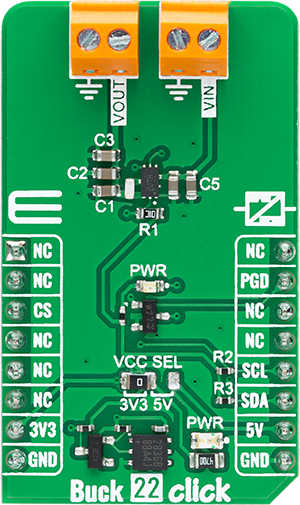 VOUT
VIN
C3
C2
C1
C5
R1
NC NC
NC PGD
CS NC
NC NC
NC SCL
NC SDA
3V3 5V
GND GND
PWR
VCC SEL
0
3V3 5V
R2
R3
PWR
Buck 22 click